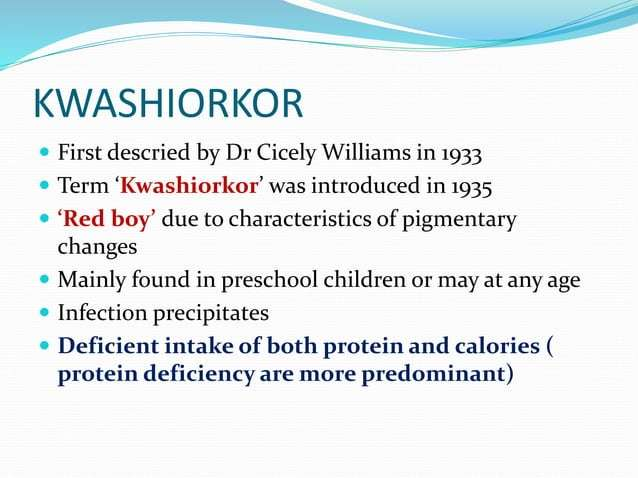 KWASHIORKOR
• First descried by Dr Cicely Williams in 1933
• Term ‘Kwashiorkor’ was introduced in 1935
• ‘Red boy’ due to characteristics of pigmentary
changes
• Mainly found in preschool children or may at any age
• Infection precipitates
• Deficient intake of both protein and calories (
protein deficiency are more predominant)